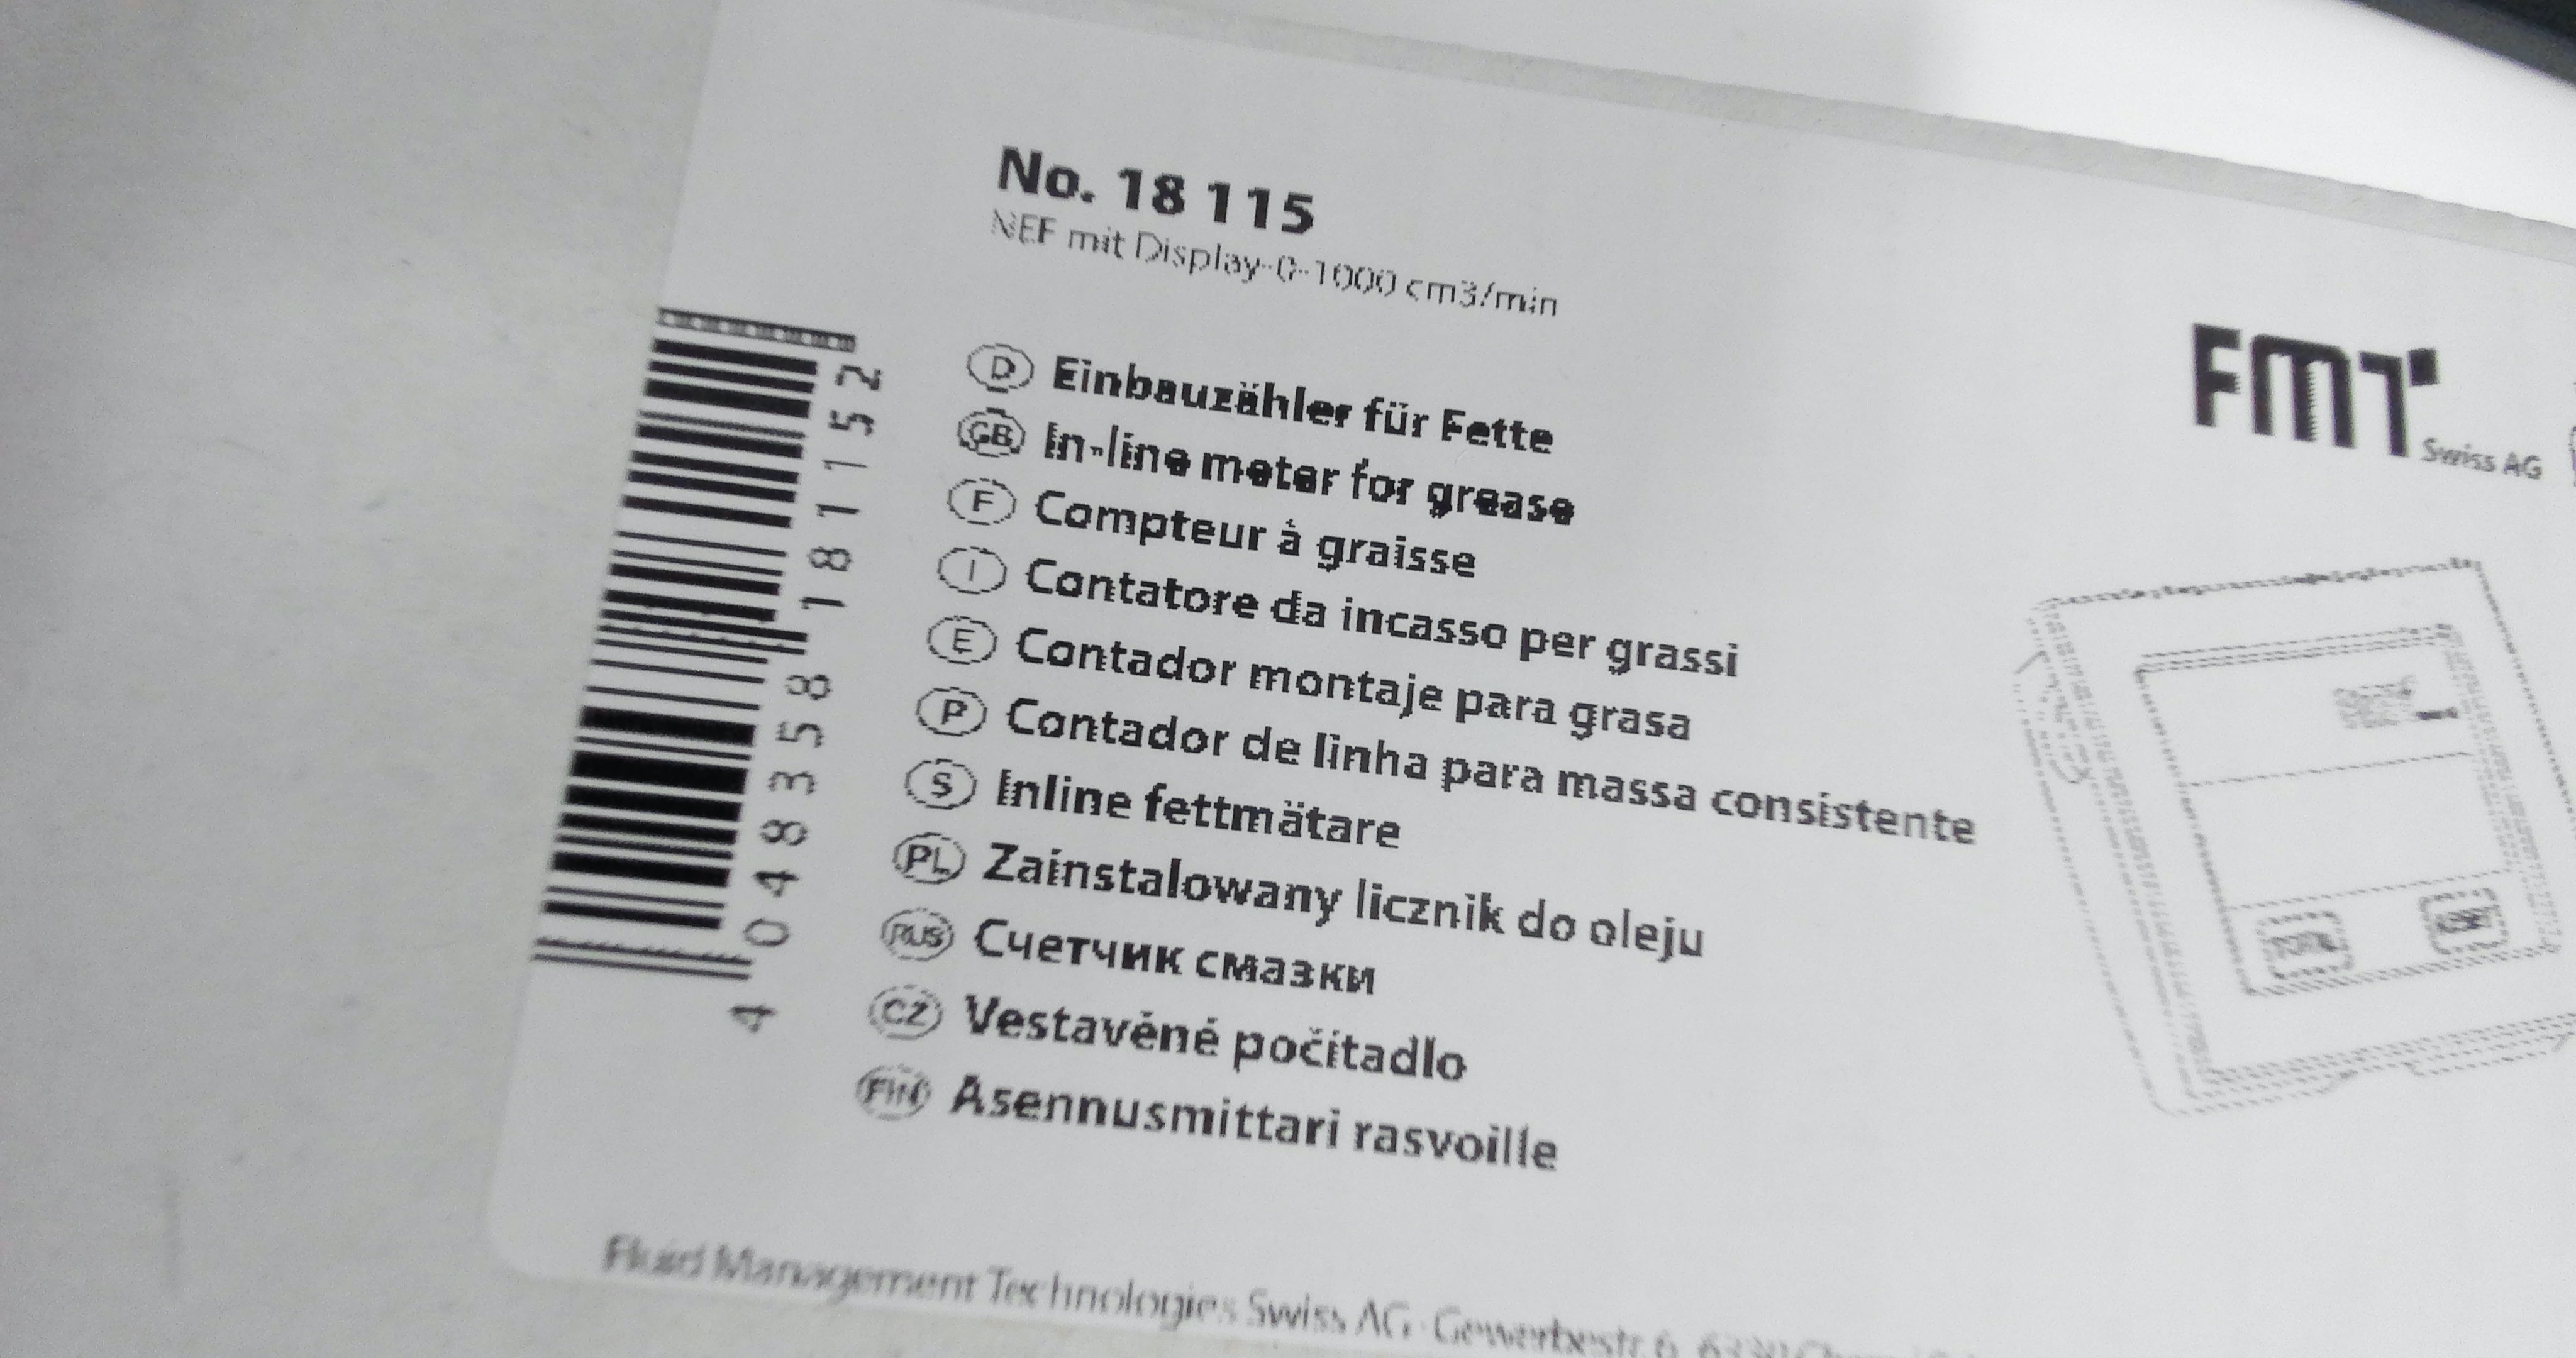 No. 18 115
NEF mit Display-0-1000 cm3/min
D Einbauzähler für Fette
GB In-line meter for grease
F Compteur à graisse
I Contatore da incasso per grassi
E Contador montaje para grasa
P Contador de linha para massa consistente
S Inline fettmätare
PL Zainstalowany licznik do oleju
RUS Счетчик смазки
CZ Vestavěné počítadlo
FIN Asennusmittari rasvoille
4 048358 181152
FMT
Swiss AG
TOTAL
RESET
Fluid Management Technologies Swiss AG · Gewerbestr. 6